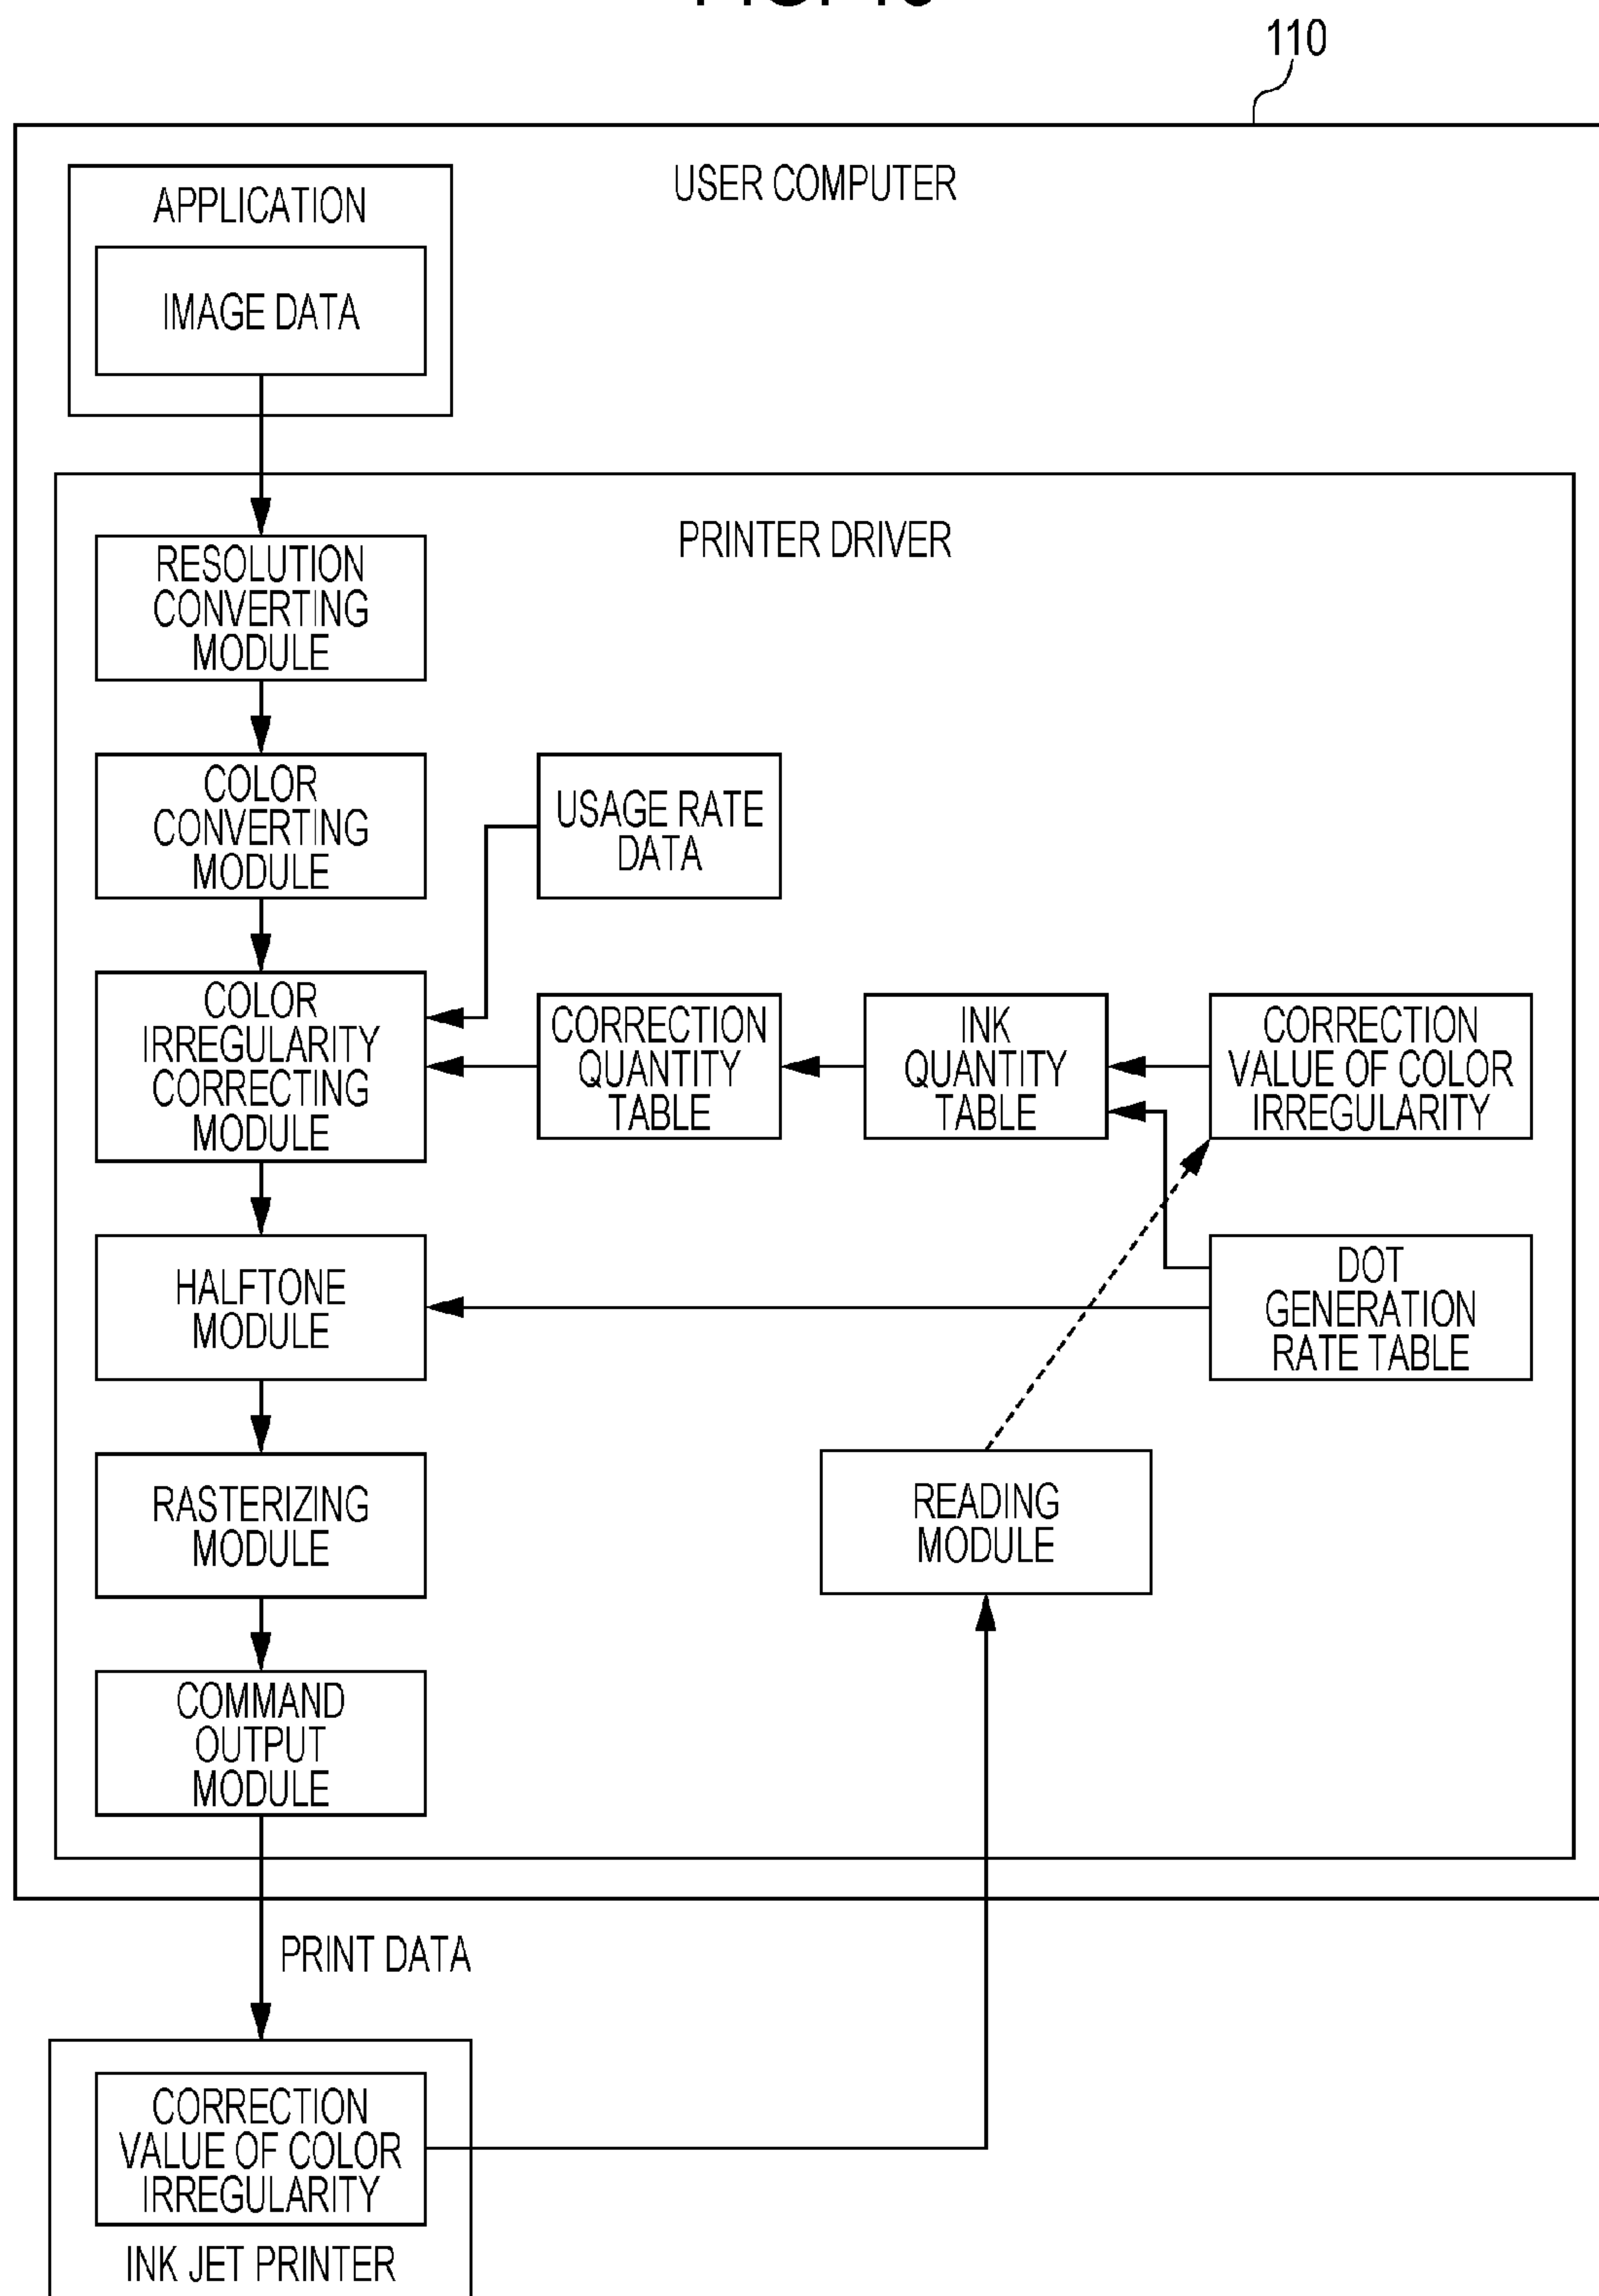 110
USER COMPUTER
APPLICATION
IMAGE DATA
PRINTER DRIVER
RESOLUTION
CONVERTING
MODULE
COLOR
CONVERTING
MODULE
USAGE RATE
DATA
COLOR
IRREGULARITY
CORRECTING
MODULE
CORRECTION
QUANTITY
TABLE
INK
QUANTITY
TABLE
CORRECTION
VALUE OF COLOR
IRREGULARITY
HALFTONE
MODULE
DOT
GENERATION
RATE TABLE
RASTERIZING
MODULE
READING
MODULE
COMMAND
OUTPUT
MODULE
PRINT DATA
CORRECTION
VALUE OF COLOR
IRREGULARITY
INK JET PRINTER